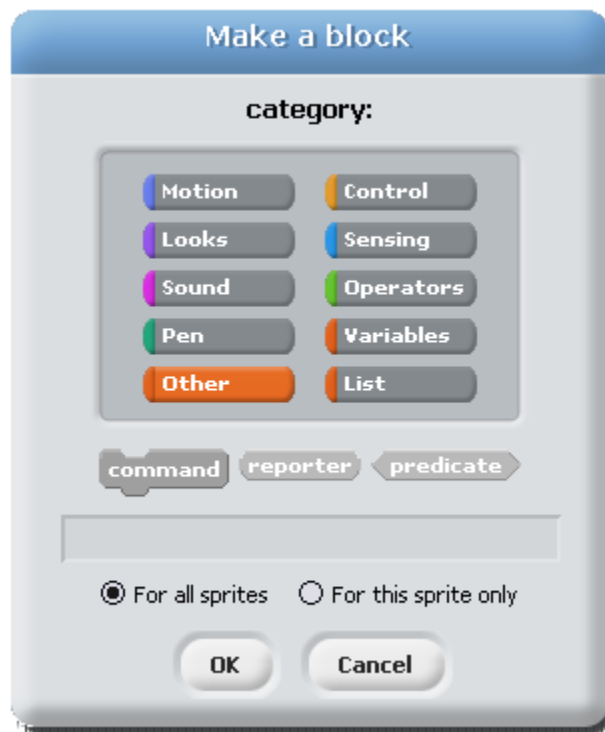 Make a block
category:
Motion Control
Looks Sensing
Sound Operators
Pen Variables
Other List
command reporter predicate
For all sprites For this sprite only
OK Cancel